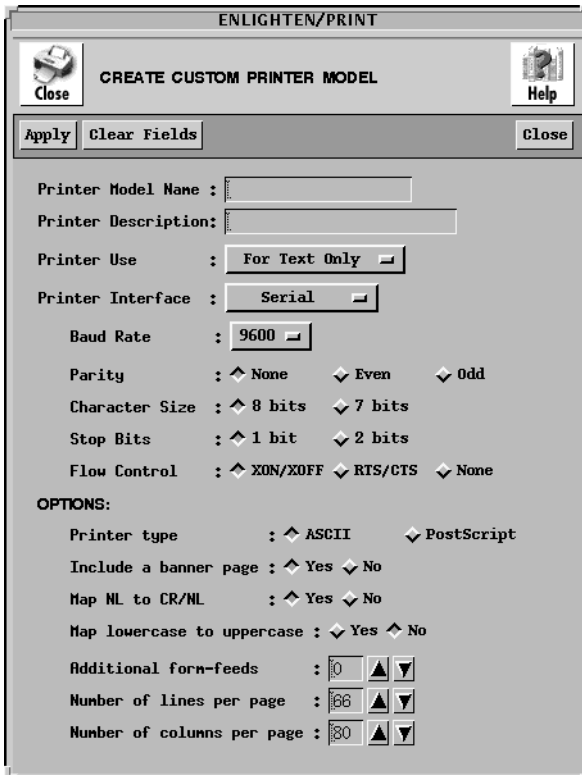 ENLIGHTEN/PRINT
Close
CREATE CUSTOM PRINTER MODEL
Help
Apply Clear Fields Close
Printer Model Name :
Printer Description:
Printer Use : For Text Only
Printer Interface : Serial
Baud Rate : 9600
Parity : None Even Odd
Character Size : 8 bits 7 bits
Stop Bits : 1 bit 2 bits
Flow Control : XON/XOFF RTS/CTS None
OPTIONS:
Printer type : ASCII PostScript
Include a banner page : Yes No
Map NL to CR/NL : Yes No
Map lowercase to uppercase : Yes No
Additional form-feeds : 0
Number of lines per page : 66
Number of columns per page : 80